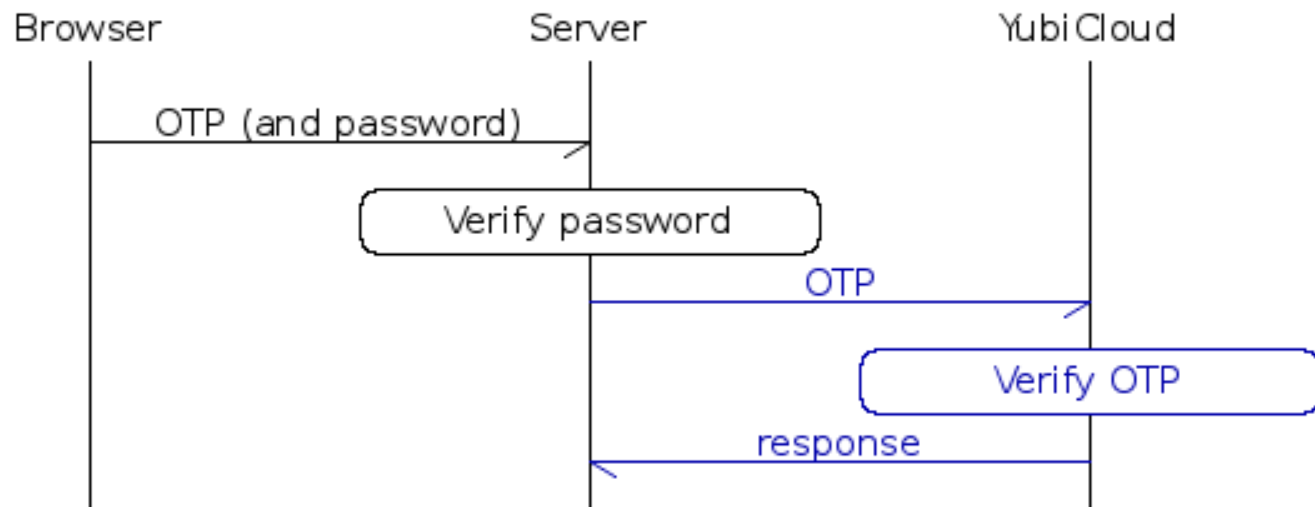 Browser Server YubiCloud
OTP (and password)
Verify password
OTP
Verify OTP
response